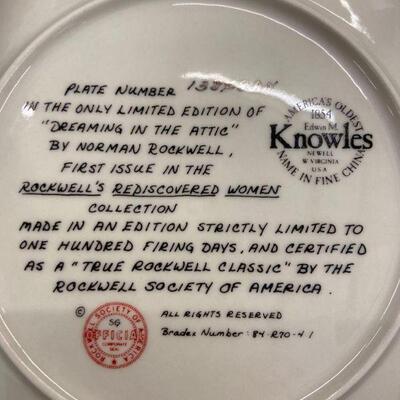 PLATE NUMBER
IN THE ONLY LIMITED EDITION OF
"DREAMING IN THE ATTIC"
BY NORMAN ROCKWELL,
FIRST ISSUE IN THE
ROCKWELL'S REDISCOVERED WOMEN
COLLECTION
MADE IN AN EDITION STRICTLY LIMITED TO
ONE HUNDRED FIRING DAYS, AND CERTIFIED
AS A "TRUE ROCKWELL CLASSIC" BY THE
ROCKWELL SOCIETY OF AMERICA.
AMERICA'S OLDEST
1854
Edwin M.
Knowles
NEWELL
W VIRGINIA
USA
NAME IN FINE CHINA
©
ROCKWELL SOCIETY OF AMERICA
SG
OFFICIAL
CORPORATE
SEAL
ALL RIGHTS RESERVED
Bradex Number: 84-R70-4.1